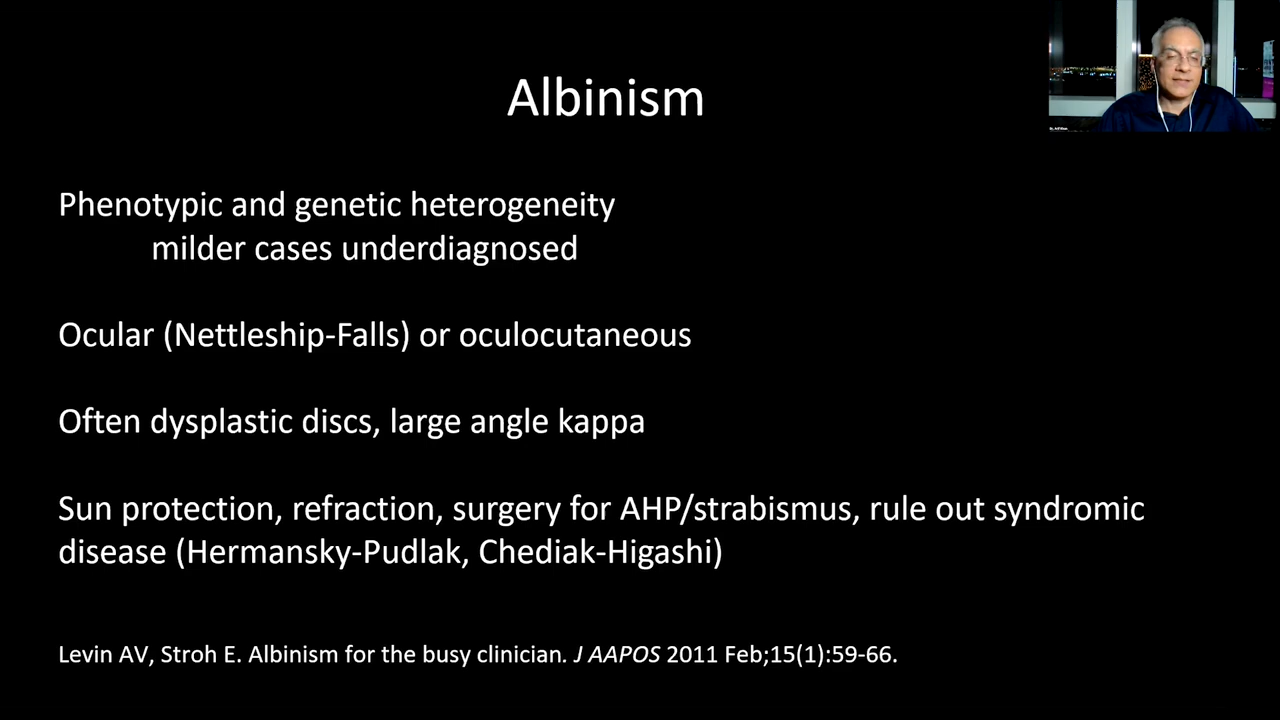 Albinism
Phenotypic and genetic heterogeneity
milder cases underdiagnosed
Ocular (Nettleship-Falls) or oculocutaneous
Often dysplastic discs, large angle kappa
Sun protection, refraction, surgery for AHP/strabismus, rule out syndromic
disease (Hermansky-Pudlak, Chediak-Higashi)
Levin AV, Stroh E. Albinism for the busy clinician. J AAPOS 2011 Feb;15(1):59-66.